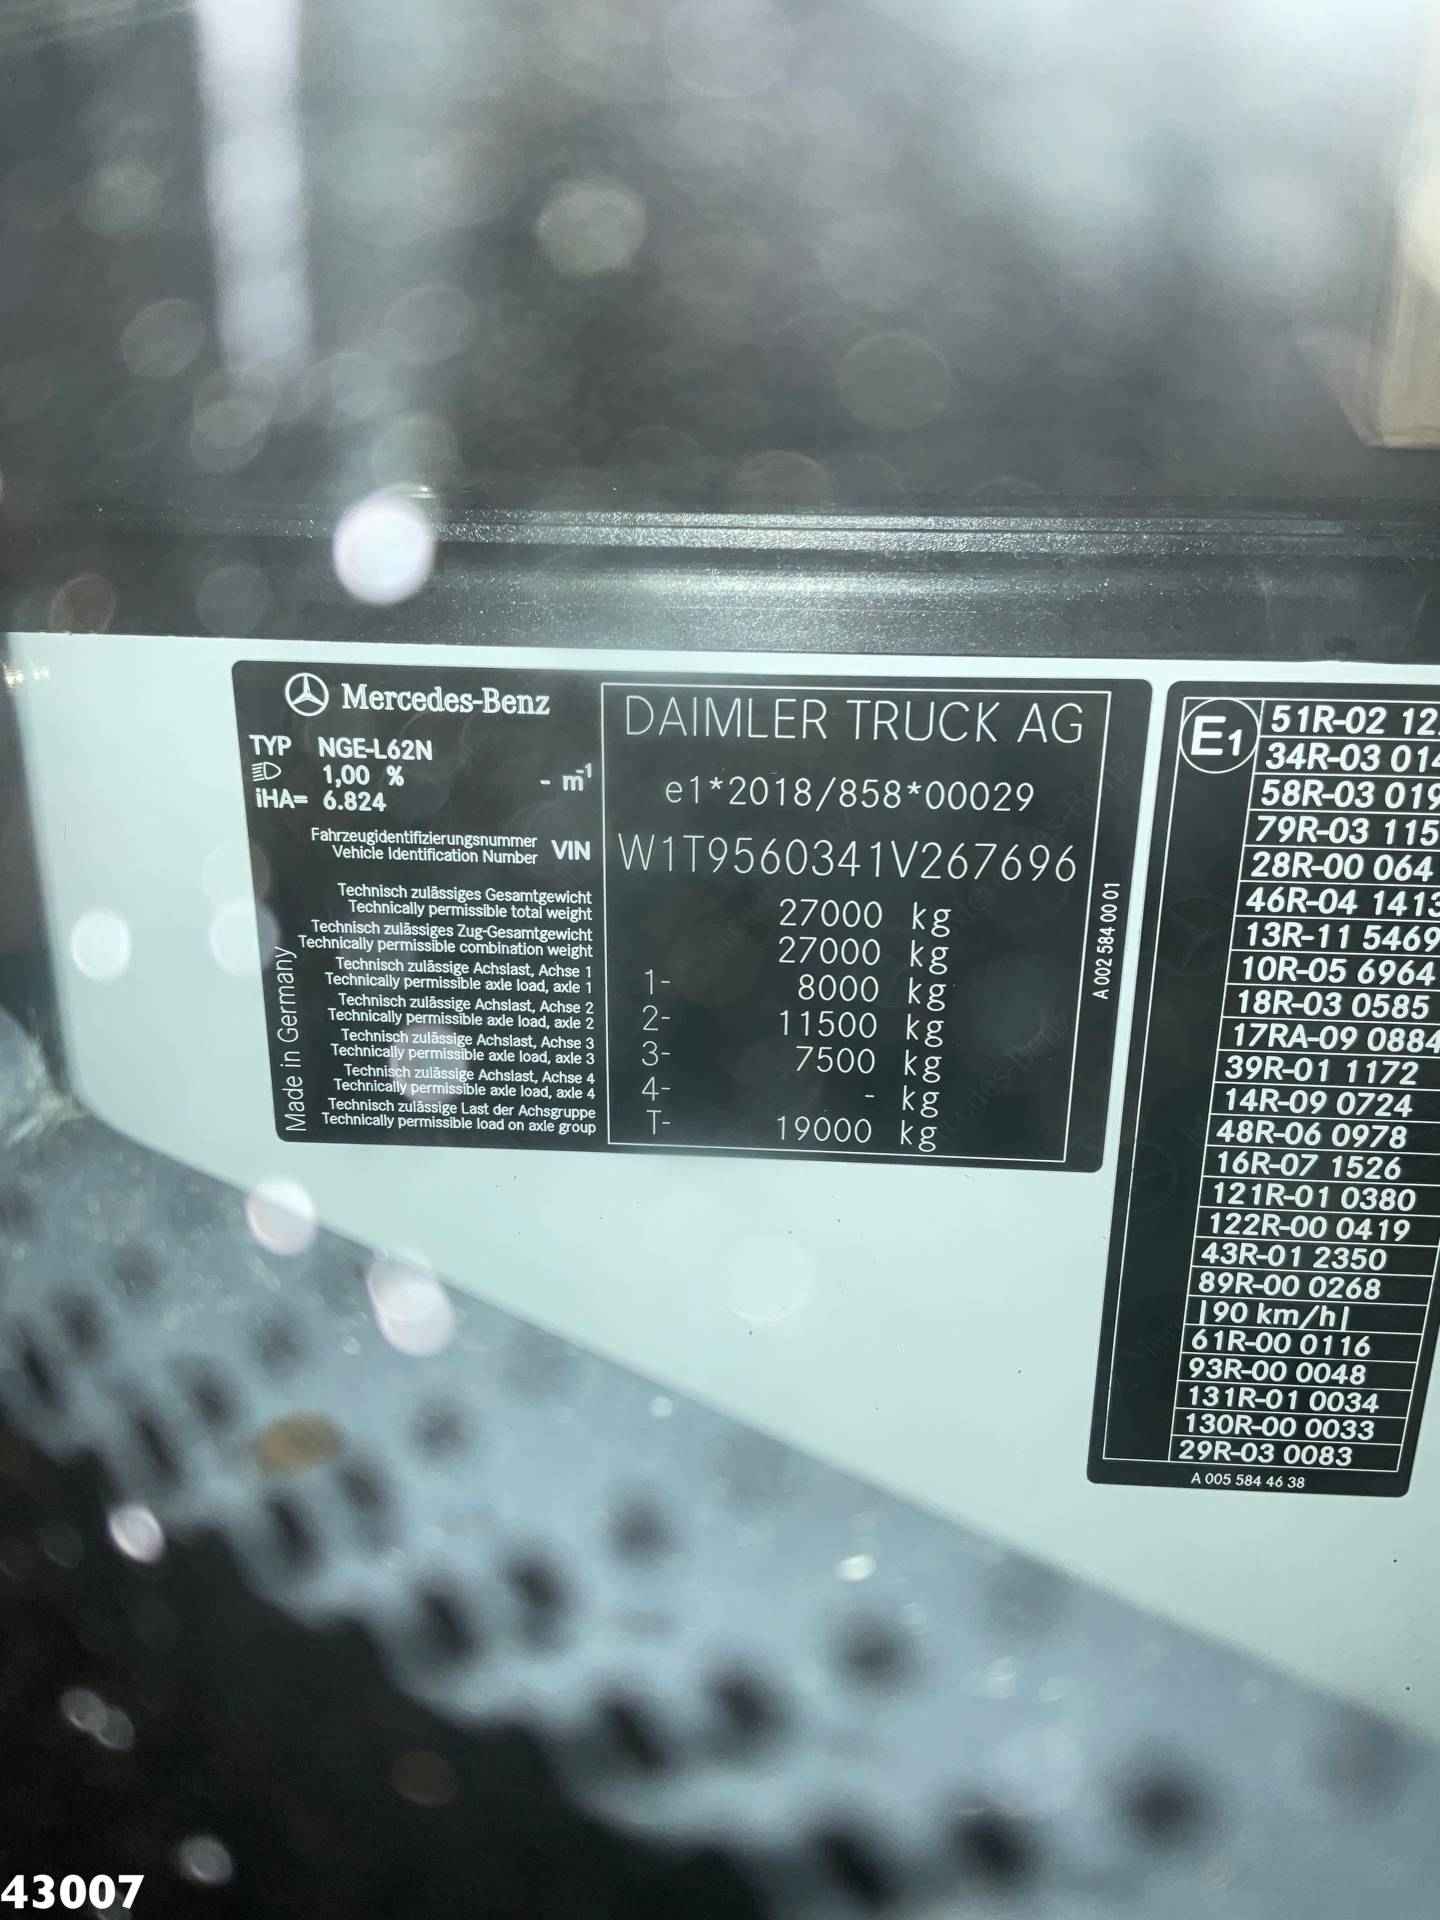 Mercedes-Benz
TYP NGE-L62N
1,00 % - m-1
iHA= 6.824
Fahrzeugidentifizierungsnummer
Vehicle Identification Number VIN
Technisch zulässiges Gesamtgewicht
Technically permissible total weight
Technisch zulässiges Zug-Gesamtgewicht
Technically permissible combination weight
Technisch zulässige Achslast, Achse 1
Technically permissible axle load, axle 1
Technisch zulässige Achslast, Achse 2
Technically permissible axle load, axle 2
Technisch zulässige Achslast, Achse 3
Technically permissible axle load, axle 3
Technisch zulässige Achslast, Achse 4
Technically permissible axle load, axle 4
Technisch zulässige Last der Achsgruppe
Technically permissible load on axle group
Made in Germany
DAIMLER TRUCK AG
e1*2018/858*00029
W1T9560341V267696
27000 kg
27000 kg
1- 8000 kg
2- 11500 kg
3- 7500 kg
4- - kg
T- 19000 kg
A 002 584 00 01
E1
51R-02 12
34R-03 014
58R-03 019
79R-03 115
28R-00 064
46R-04 1413
13R-11 5469
10R-05 6964
18R-03 0585
17RA-09 0884
39R-01 1172
14R-09 0724
48R-06 0978
16R-07 1526
121R-01 0380
122R-00 0419
43R-01 2350
89R-00 0268
|90 km/h|
61R-00 0116
93R-00 0048
131R-01 0034
130R-00 0033
29R-03 0083
A 005 584 46 38
43007